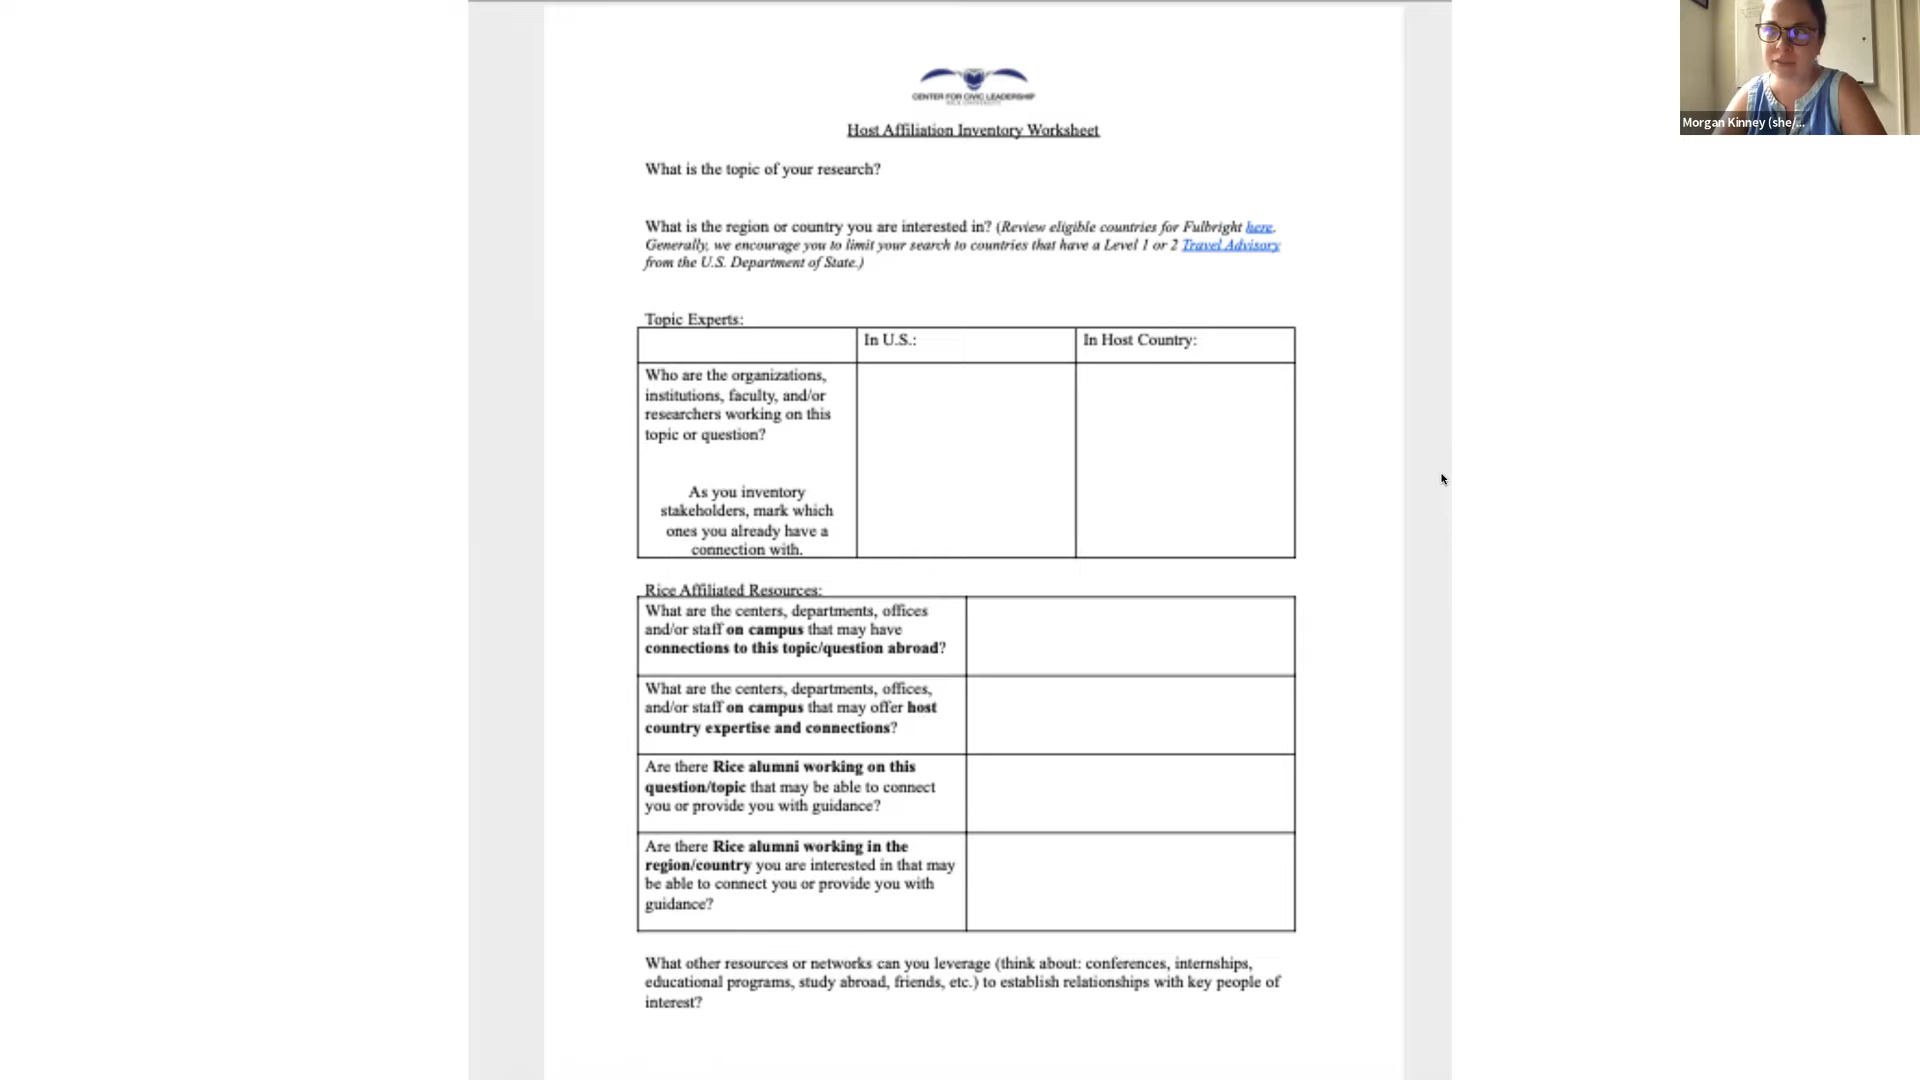 CENTER FOR CIVIC LEADERSHIP
RICE UNIVERSITY
Morgan Kinney (she/...
Host Affiliation Inventory Worksheet
What is the topic of your research?
What is the region or country you are interested in? (Review eligible countries for Fulbright here.
Generally, we encourage you to limit your search to countries that have a Level 1 or 2 Travel Advisory
from the U.S. Department of State.)
Topic Experts:
In U.S.:
In Host Country:
Who are the organizations,
institutions, faculty, and/or
researchers working on this
topic or question?
As you inventory
stakeholders, mark which
ones you already have a
connection with.
Rice Affiliated Resources:
What are the centers, departments, offices
and/or staff on campus that may have
connections to this topic/question abroad?
What are the centers, departments, offices,
and/or staff on campus that may offer host
country expertise and connections?
Are there Rice alumni working on this
question/topic that may be able to connect
you or provide you with guidance?
Are there Rice alumni working in the
region/country you are interested in that may
be able to connect you or provide you with
guidance?
What other resources or networks can you leverage (think about: conferences, internships,
educational programs, study abroad, friends, etc.) to establish relationships with key people of
interest?